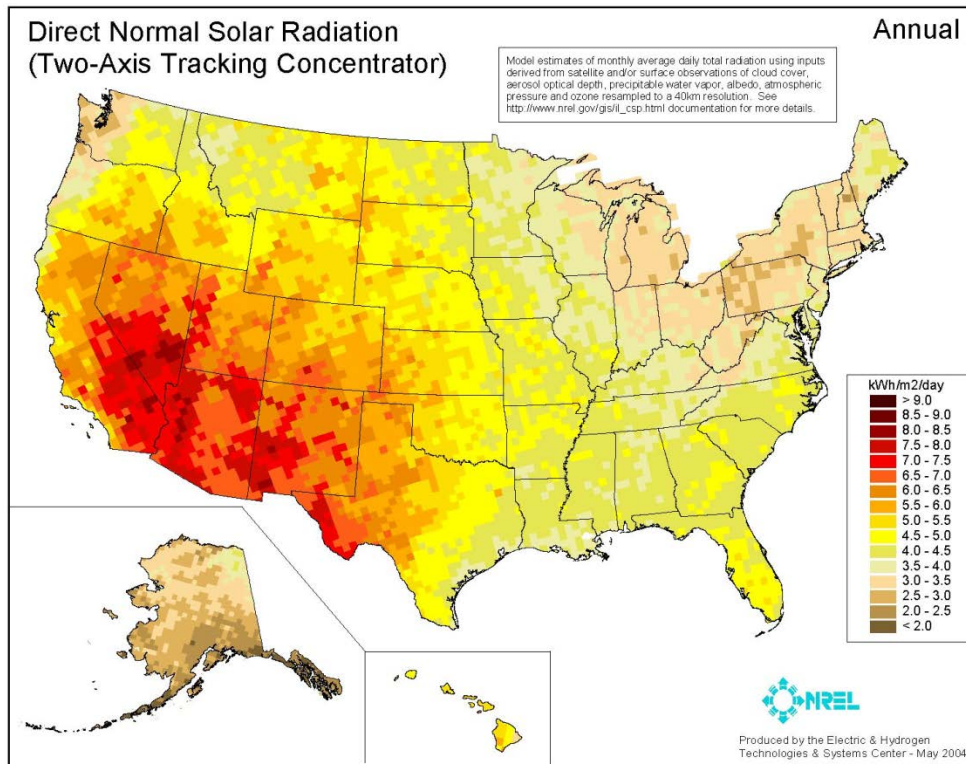 Direct Normal Solar Radiation
(Two-Axis Tracking Concentrator)
Annual
Model estimates of monthly average daily total radiation using inputs
derived from satellite and/or surface observations of cloud cover,
aerosol optical depth, precipitable water vapor, albedo, atmospheric
pressure and ozone resampled to a 40km resolution. See
http://www.nrel.gov/gis/il_csp.html documentation for more details.
kWh/m2/day
> 9.0
8.5 - 9.0
8.0 - 8.5
7.5 - 8.0
7.0 - 7.5
6.5 - 7.0
6.0 - 6.5
5.5 - 6.0
5.0 - 5.5
4.5 - 5.0
4.0 - 4.5
3.5 - 4.0
3.0 - 3.5
2.5 - 3.0
2.0 - 2.5
< 2.0
NREL
Produced by the Electric & Hydrogen
Technologies & Systems Center - May 2004